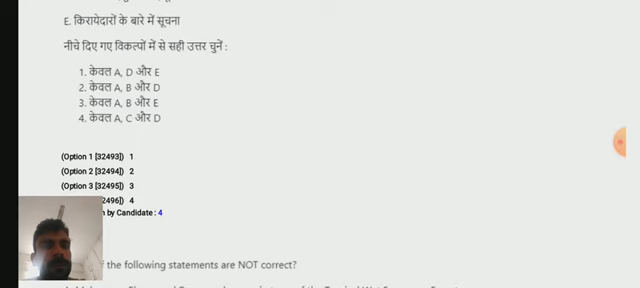 E. किरायेदारों के बारे में सूचना
नीचे दिए गए विकल्पों में से सही उत्तर चुनें :
1. केवल A, D और E
2. केवल A, B और D
3. केवल A, B और E
4. केवल A, C और D
(Option 1 [32493]) 1
(Option 2 [32494]) 2
(Option 3 [32495]) 3
2496]) 4
by Candidate : 4
the following statements are NOT correct?